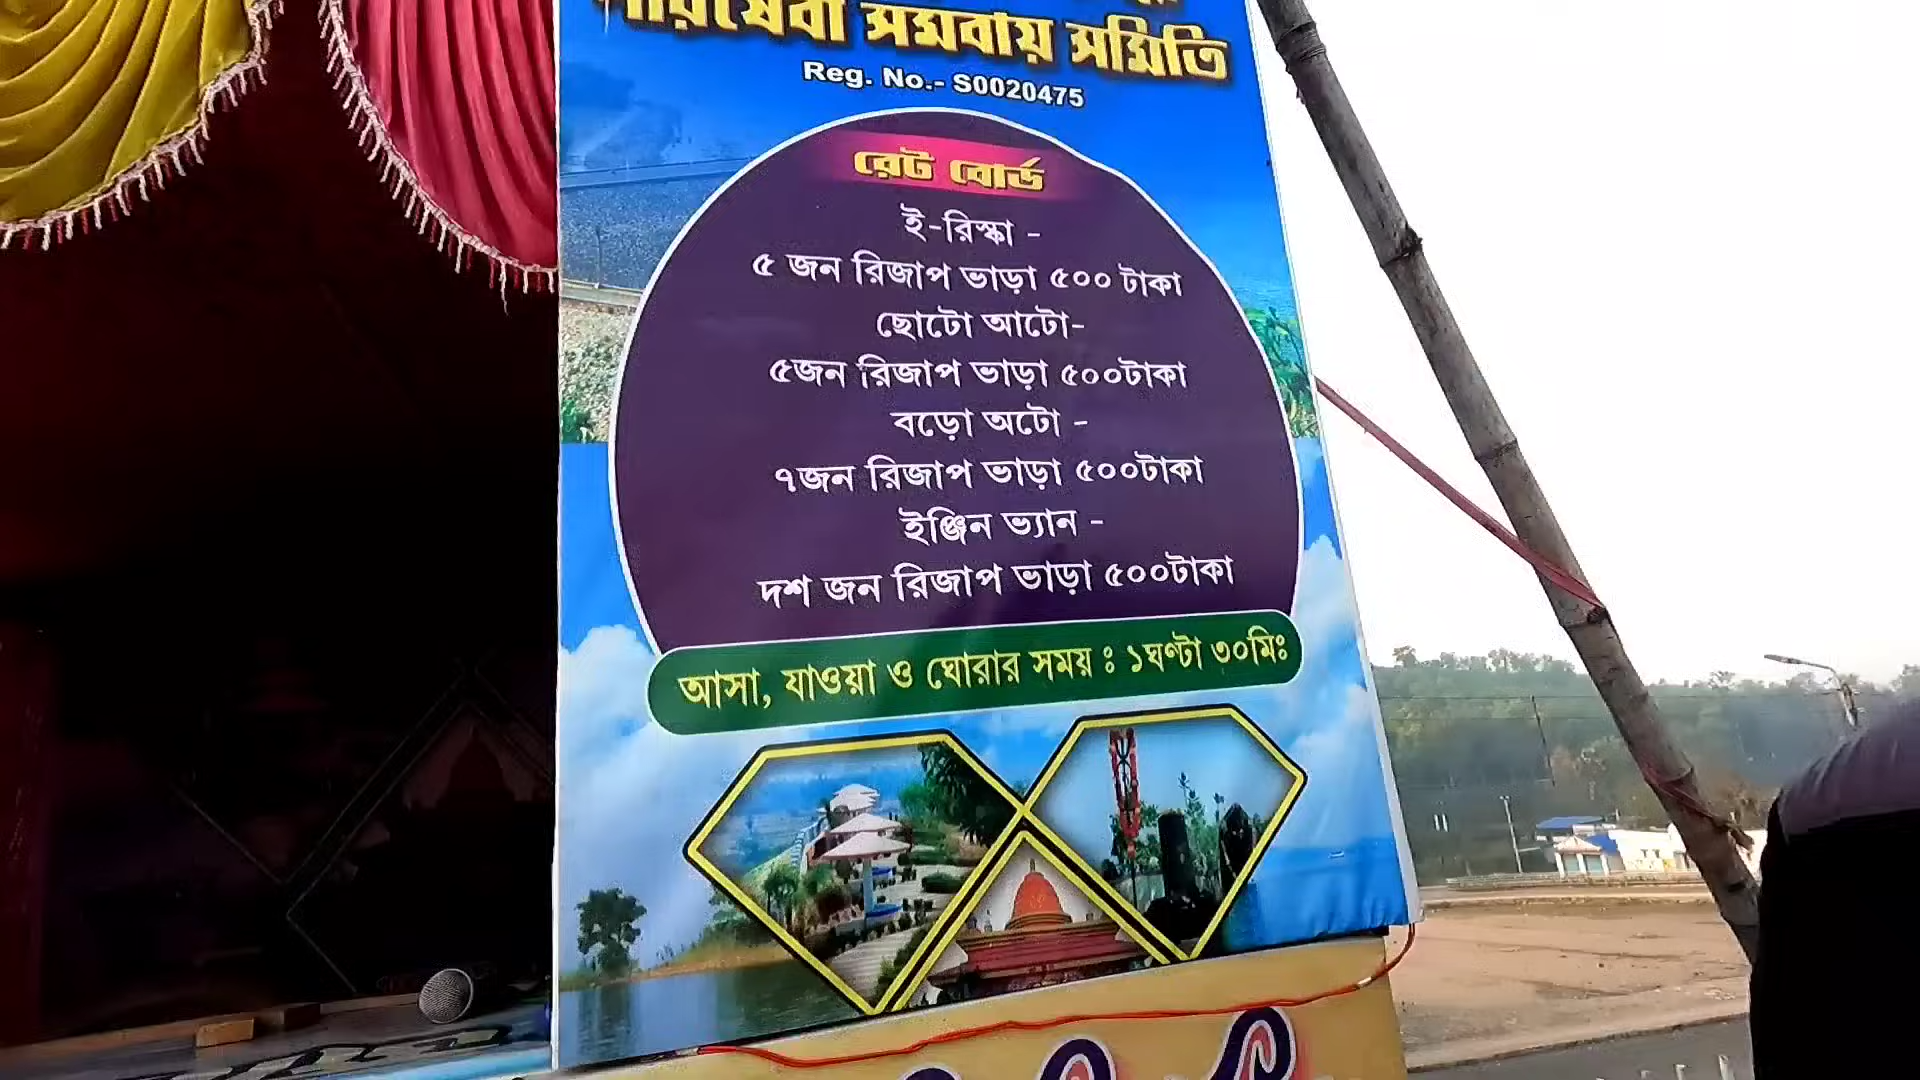 পরিষেবা সমবায় সমিতি
Reg. No.- S0020475
রেট বোর্ড
ই-রিস্কা -
৫ জন রিজাপ ভাড়া ৫০০ টাকা
ছোটো আটো-
৫জন রিজাপ ভাড়া ৫০০টাকা
বড়ো অটো -
৭জন রিজাপ ভাড়া ৫০০টাকা
ইঞ্জিন ভ্যান -
দশ জন রিজাপ ভাড়া ৫০০টাকা
আসা, যাওয়া ও ঘোরার সময় : ১ঘণ্টা ৩০মিঃ